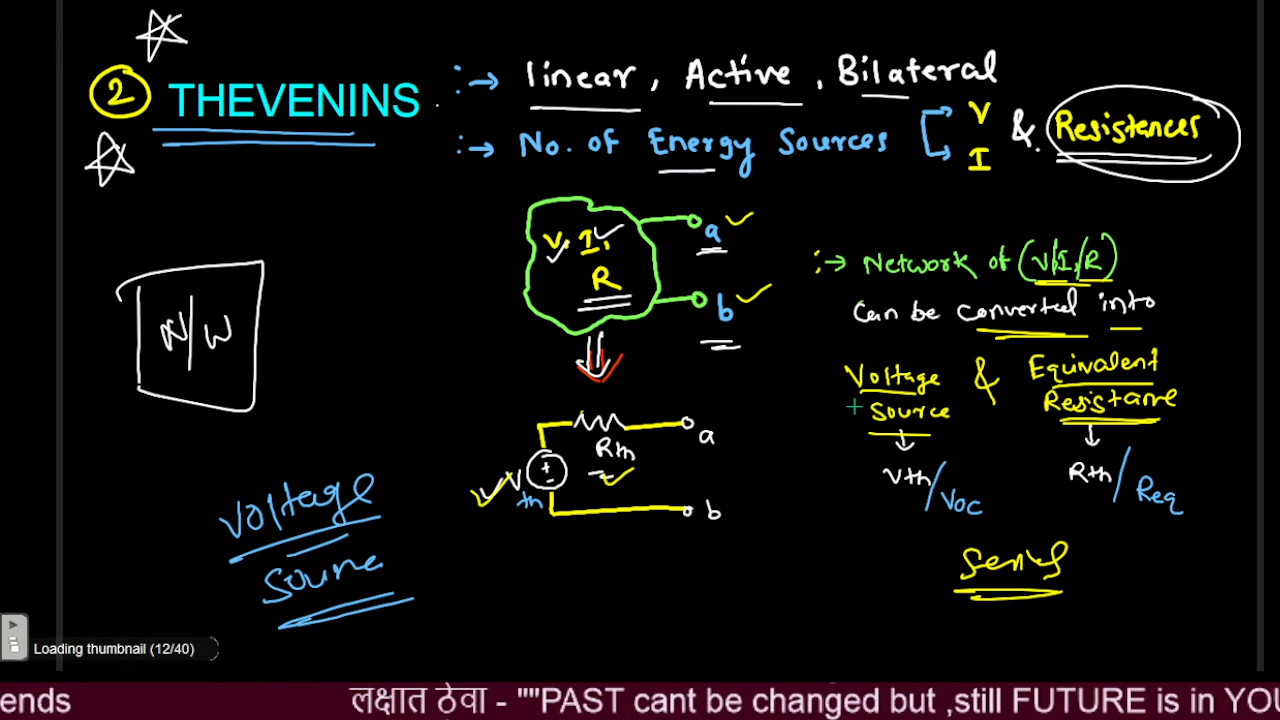 2 THEVENINS :→ linear, Active, Bilateral
:→ No. of Energy Sources V I & Resistances
V, I, R
a
b
N/W
:→ Network of (V/I/R)
can be converted into
Voltage Source & Equivalent Resistance
Vth/Voc
Rth/Req
Series
Rth
+
-
Vth
a
b
Voltage
Source
Loading thumbnail (12/40)
ends लक्षात ठेवा - ""PAST cant be changed but ,still FUTURE is in YOU